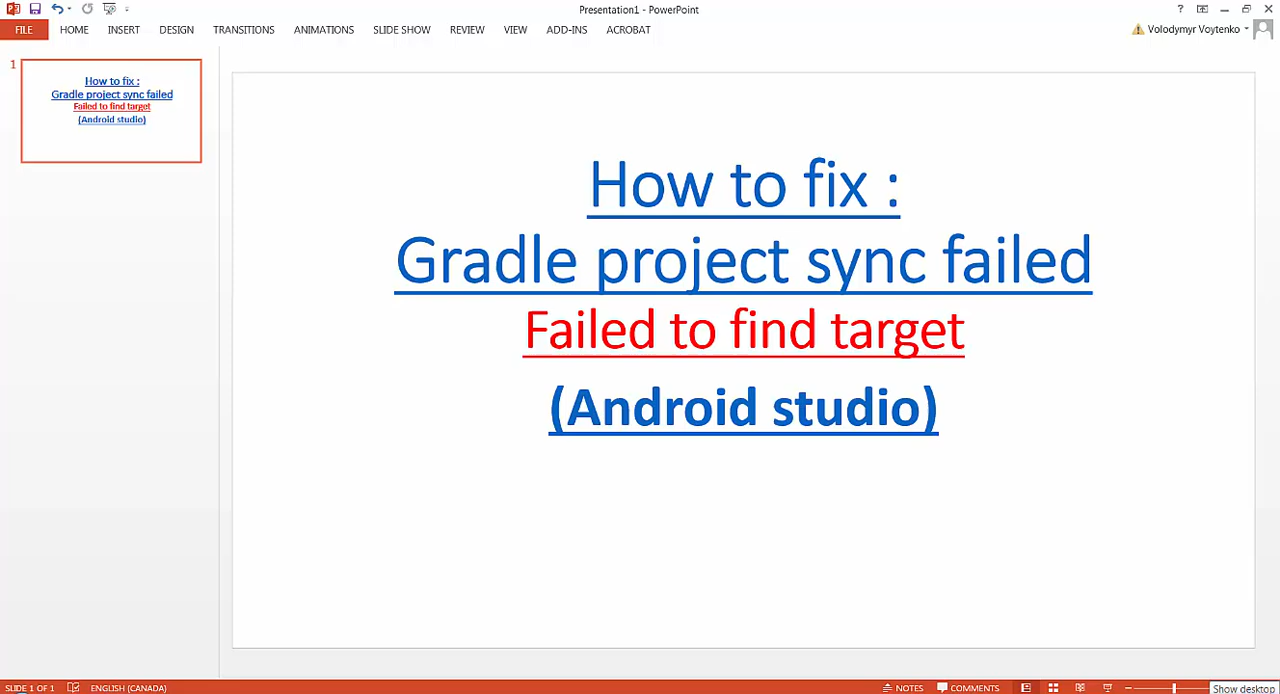 Presentation1 - PowerPoint
?
FILE HOME INSERT DESIGN TRANSITIONS ANIMATIONS SLIDE SHOW REVIEW VIEW ADD-INS ACROBAT
Volodymyr Voytenko
1
How to fix :
Gradle project sync failed
Failed to find target
(Android studio)
How to fix :
Gradle project sync failed
Failed to find target
(Android studio)
SLIDE 1 OF 1 ENGLISH (CANADA) NOTES COMMENTS Show desktop